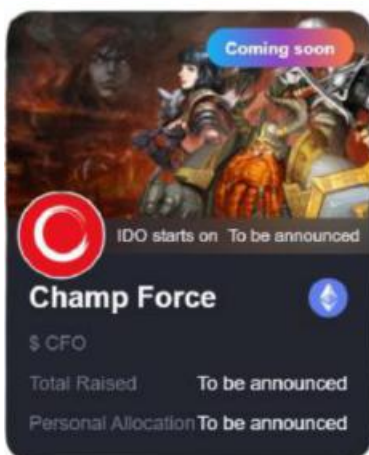 Coming soon
IDO starts on To be announced
Champ Force
$ CFO
Total Raised To be announced
Personal Allocation To be announced